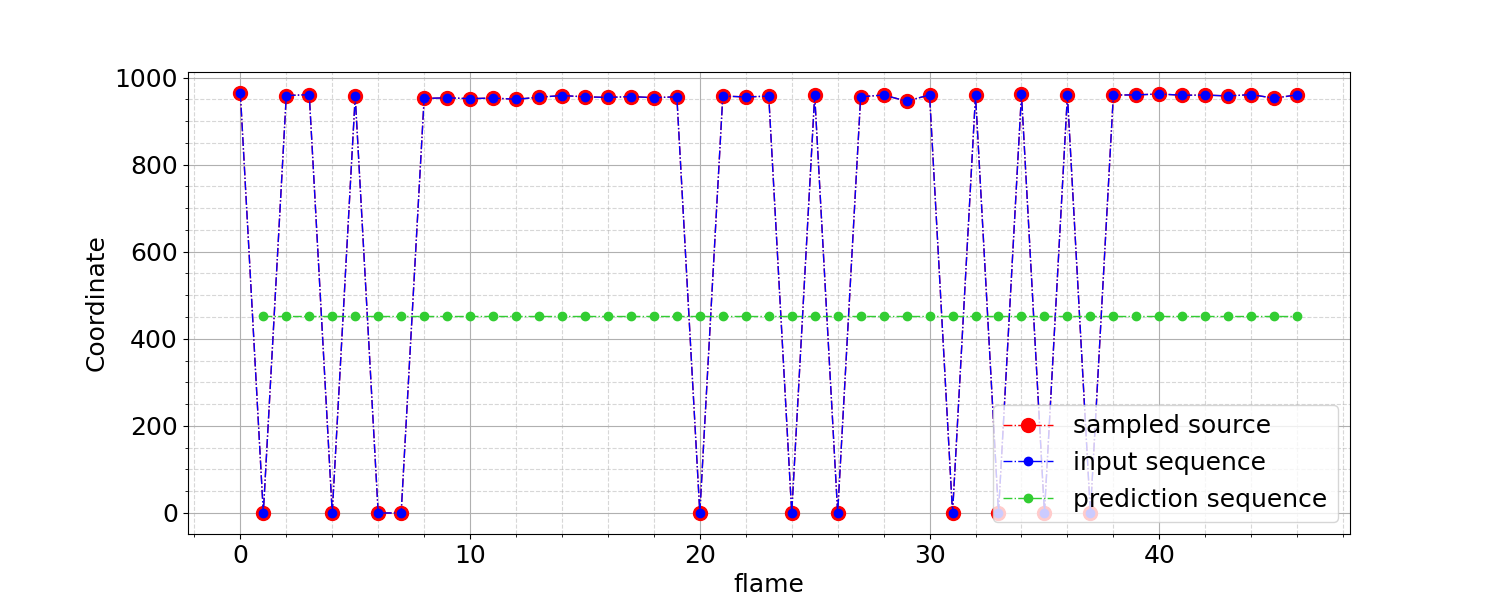 1000
800
600
400
200
0
Coordinate
sampled source
input sequence
prediction sequence
0 10 20 30 40
flame